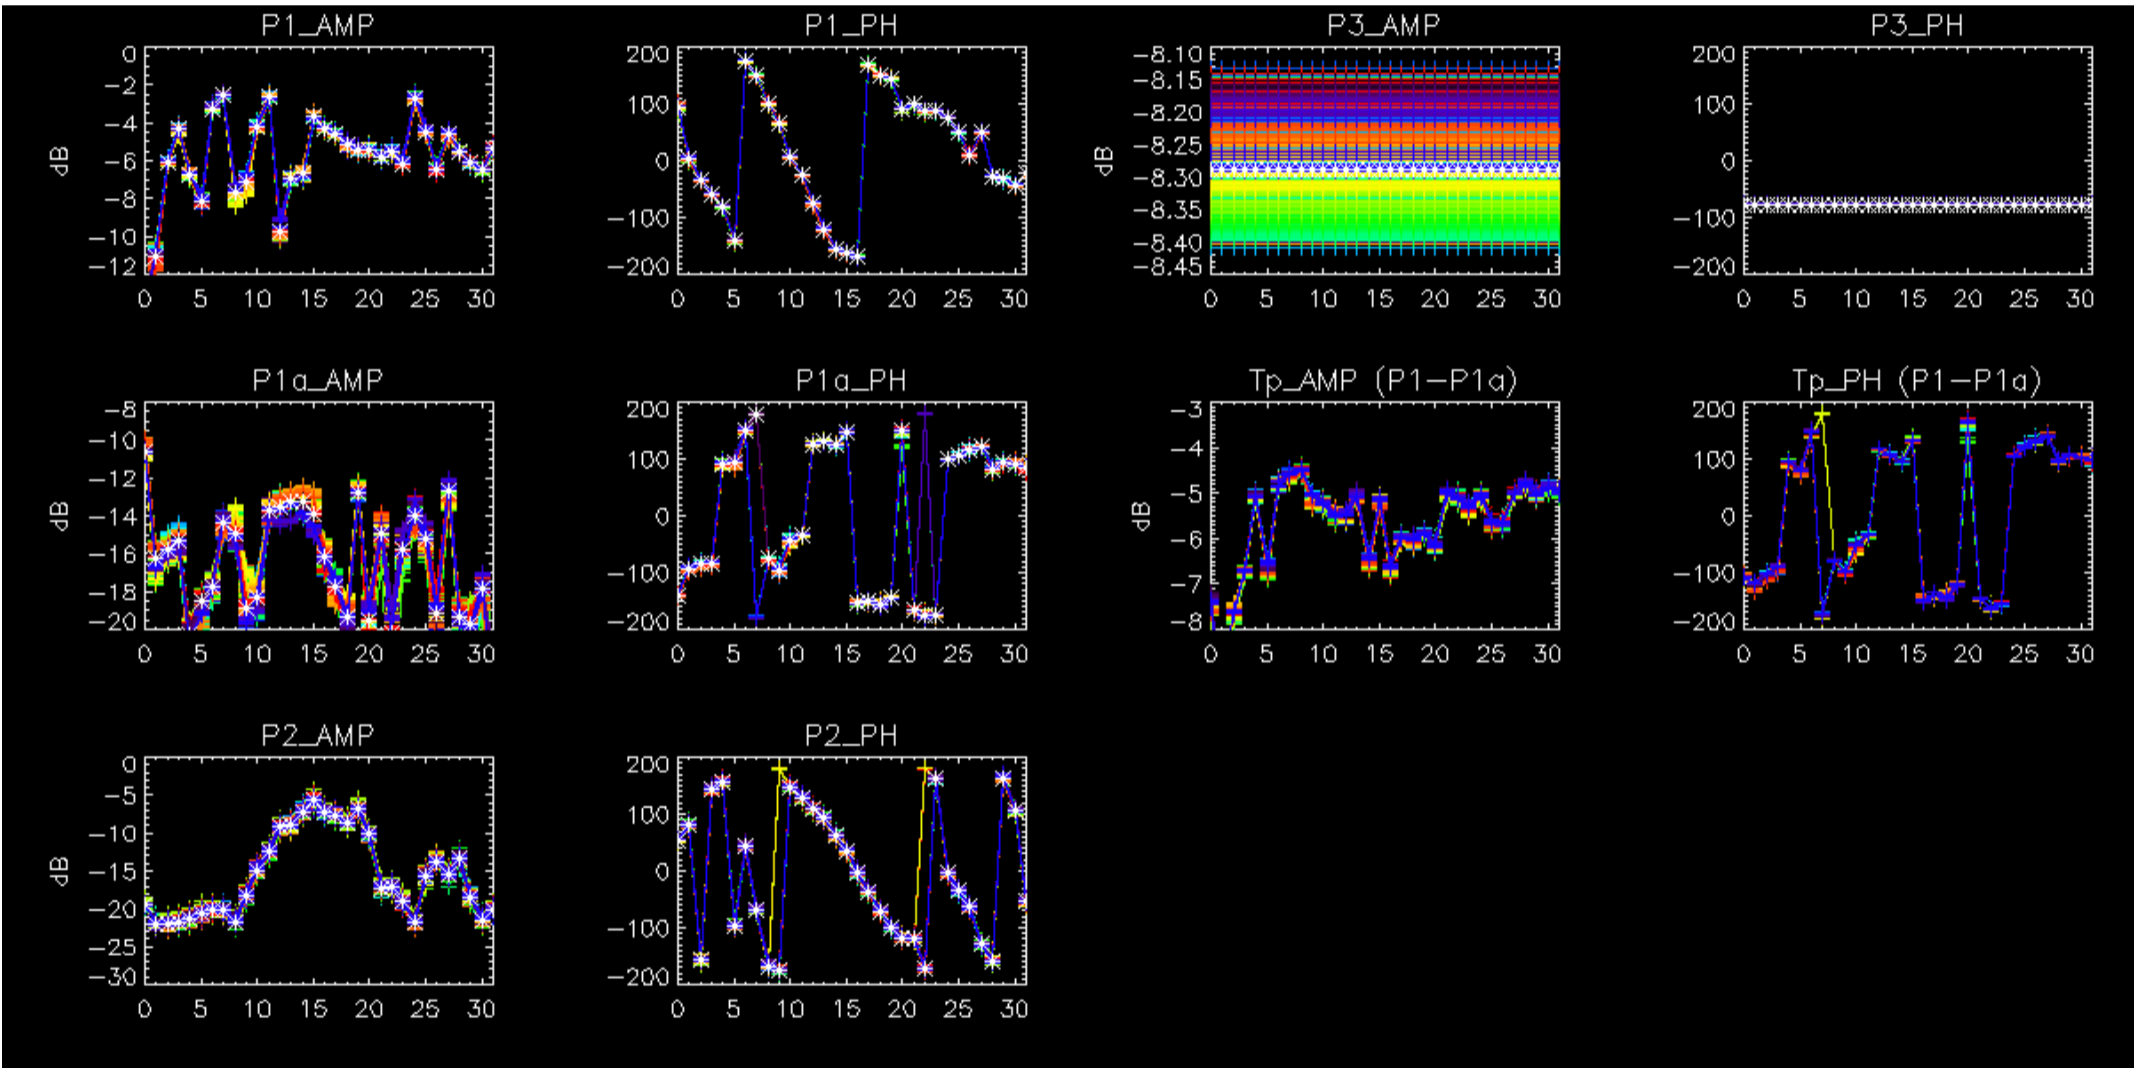 P1_AMP P1_PH P3_AMP P3_PH
0 200 -8.10 200
-2 -8.15
-4 100 -8.20 100
dB -6 0 dB -8.25 0
-8 -8.30
-10 -100 -8.35 -100
-12 -200 -8.40 -200
-8.45
0 5 10 15 20 25 30 0 5 10 15 20 25 30 0 5 10 15 20 25 30 0 5 10 15 20 25 30
P1a_AMP P1a_PH Tp_AMP (P1-P1a) Tp_PH (P1-P1a)
-8 200 -3 200
-10 100 -4 100
-12
dB -14 0 dB -5 0
-16 -6
-18 -100 -7 -100
-20 -200 -8 -200
0 5 10 15 20 25 30 0 5 10 15 20 25 30 0 5 10 15 20 25 30 0 5 10 15 20 25 30
P2_AMP P2_PH
0 200
-5 100
-10
dB -15 0
-20 -100
-25
-30 -200
0 5 10 15 20 25 30 0 5 10 15 20 25 30